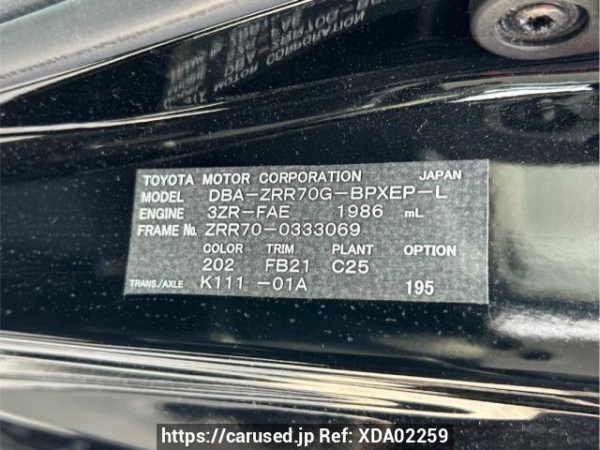 TOYOTA MOTOR CORPORATION JAPAN
MODEL DBA-ZRR70G-BPXEP-L
ENGINE 3ZR-FAE 1986 mL
FRAME No. ZRR70-0333069
COLOR TRIM PLANT OPTION
202 FB21 C25
TRANS./AXLE K111 -01A 195
https://carused.jp Ref: XDA02259